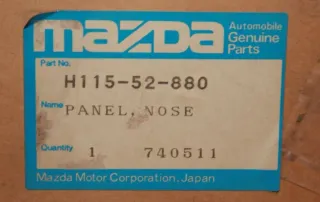 mazda
Automobile
Genuine
Parts
Part No.
H115-52-880
Name
PANEL, NOSE
Quantity
1 740511
Mazda Motor Corporation, Japan